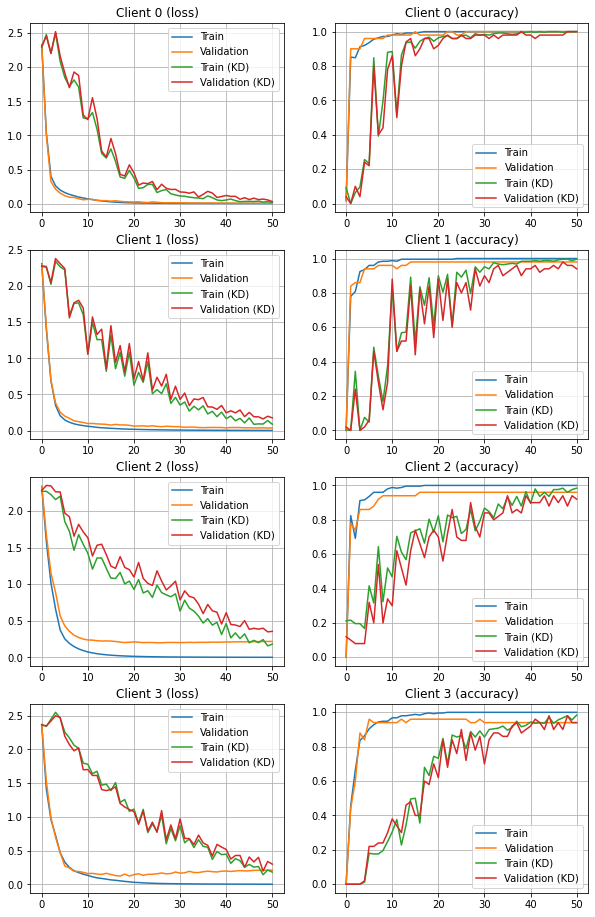 Client 0 (loss)
2.5
2.0
1.5
1.0
0.5
0.0
0 10 20 30 40 50
Train
Validation
Train (KD)
Validation (KD)
Client 0 (accuracy)
1.0
0.8
0.6
0.4
0.2
0.0
0 10 20 30 40 50
Train
Validation
Train (KD)
Validation (KD)
Client 1 (loss)
2.5
2.0
1.5
1.0
0.5
0.0
0 10 20 30 40 50
Train
Validation
Train (KD)
Validation (KD)
Client 1 (accuracy)
1.0
0.8
0.6
0.4
0.2
0.0
0 10 20 30 40 50
Train
Validation
Train (KD)
Validation (KD)
Client 2 (loss)
2.0
1.5
1.0
0.5
0.0
0 10 20 30 40 50
Train
Validation
Train (KD)
Validation (KD)
Client 2 (accuracy)
1.0
0.8
0.6
0.4
0.2
0.0
0 10 20 30 40 50
Train
Validation
Train (KD)
Validation (KD)
Client 3 (loss)
2.5
2.0
1.5
1.0
0.5
0.0
0 10 20 30 40 50
Train
Validation
Train (KD)
Validation (KD)
Client 3 (accuracy)
1.0
0.8
0.6
0.4
0.2
0.0
0 10 20 30 40 50
Train
Validation
Train (KD)
Validation (KD)